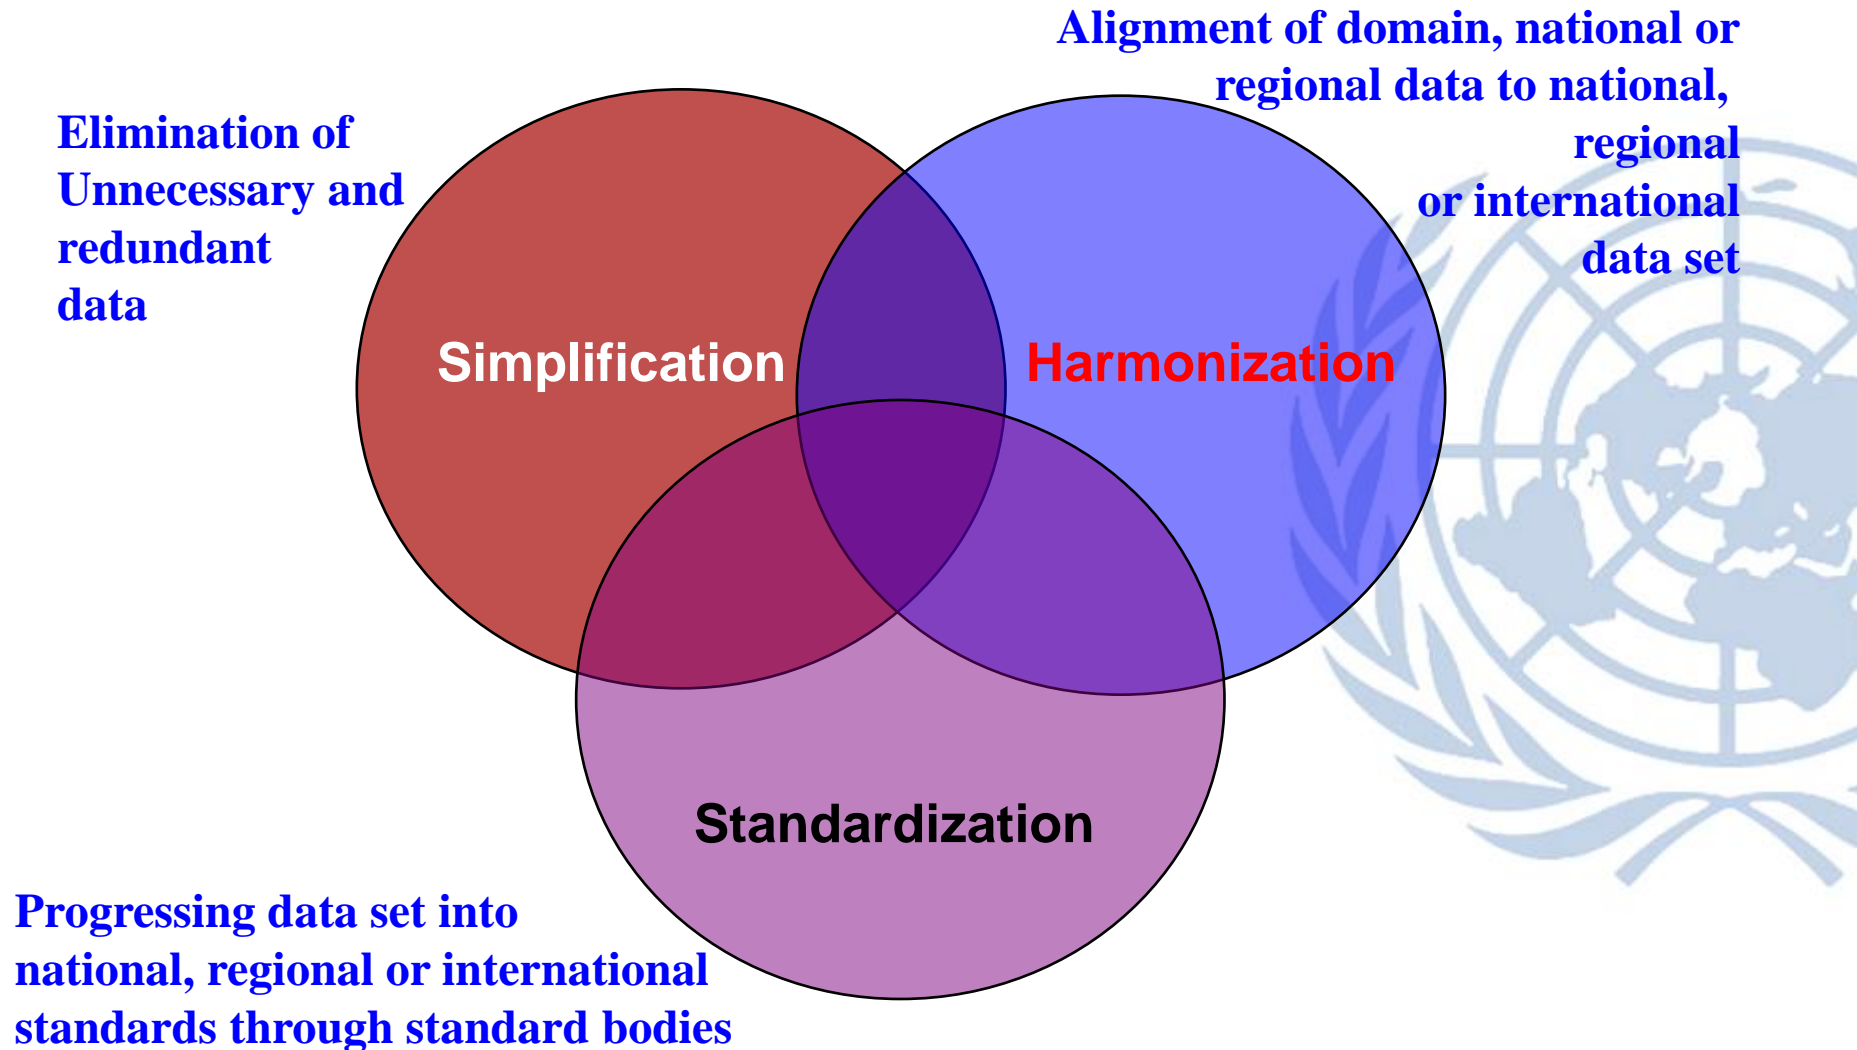 Alignment of domain, national or
regional data to national,
regional
or international
data set
Elimination of
Unnecessary and
redundant
data
Simplification
Harmonization
Standardization
Progressing data set into
national, regional or international
standards through standard bodies